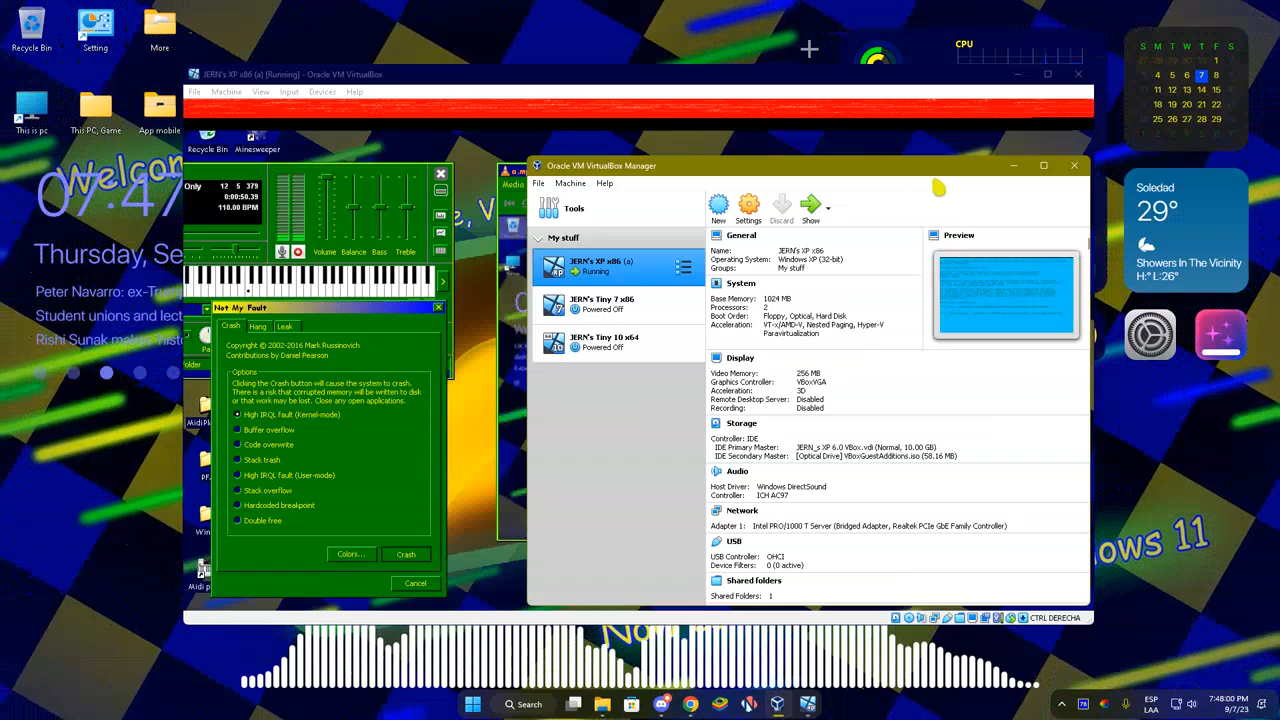 Recycle Bin
Setting
More
This is pc
This PC, Game
App mobile
07:47
Thursday, Se
Peter Navarro: ex-Trum
Student unions and lect
Rishi Sunak
JERN's XP x86 (a) [Running] - Oracle VM VirtualBox
File Machine View Input Devices Help
Recycle Bin
Minesweeper
Only 12 5 379
0:00:50.39
110.00 BPM
Volume Balance Bass Treble
Media
Not My Fault
Crash Hang Leak
Copyright © 2002-2016 Mark Russinovich
Contributions by Daniel Pearson
Options
Clicking the Crash button will cause the system to crash.
There is a risk that corrupted memory will be written to disk
or that work may be lost. Close any open applications.
High IRQL fault (Kernel-mode)
Buffer overflow
Code overwrite
Stack trash
High IRQL fault (User-mode)
Stack overflow
Hardcoded breakpoint
Double free
Colors...
Crash
Cancel
Oracle VM VirtualBox Manager
File Machine Help
Tools
New Settings Discard Show
My stuff
JERN's XP x86 (a)
Running
JERN's Tiny 7 x86
Powered Off
JERN's Tiny 10 x64
Powered Off
General
Name: JERN's XP x86
Operating System: Windows XP (32-bit)
Groups: My stuff
Preview
System
Base Memory: 1024 MB
Processors: 2
Boot Order: Floppy, Optical, Hard Disk
Acceleration: VT-x/AMD-V, Nested Paging, Hyper-V
Paravirtualization
Display
Video Memory: 256 MB
Graphics Controller: VBoxVGA
Acceleration: 3D
Remote Desktop Server: Disabled
Recording: Disabled
Storage
Controller: IDE
IDE Primary Master: JERN_s XP 6.0 VBox.vdi (Normal, 10.00 GB)
IDE Secondary Master: [Optical Drive] VBoxGuestAdditions.iso (58.16 MB)
Audio
Host Driver: Windows DirectSound
Controller: ICH AC97
Network
Adapter 1: Intel PRO/1000 T Server (Bridged Adapter, Realtek PCIe GbE Family Controller)
USB
USB Controller: OHCI
Device Filters: 0 (0 active)
Shared folders
Shared Folders: 1
CTRL DERECHA
CPU
S M T W T F S
4 5 6 7 8
11 12 13 14 15
18 19 20 21 22
25 26 27 28 29
Soledad
29°
Showers In The Vicinity
H:° L:26°
Search
ESP
LAA
7:48:00 PM
9/7/23